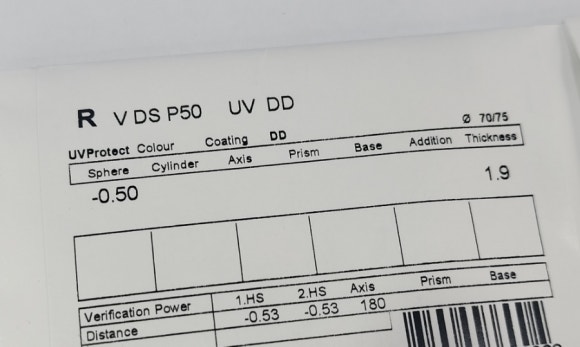 R V DS P50 UV DD
Ø 70/75
UVProtect Colour Coating DD
Sphere Cylinder Axis Prism Base Addition Thickness
-0.50 1.9
Verification Power 1.HS 2.HS Axis Prism Base
Distance -0.53 -0.53 180